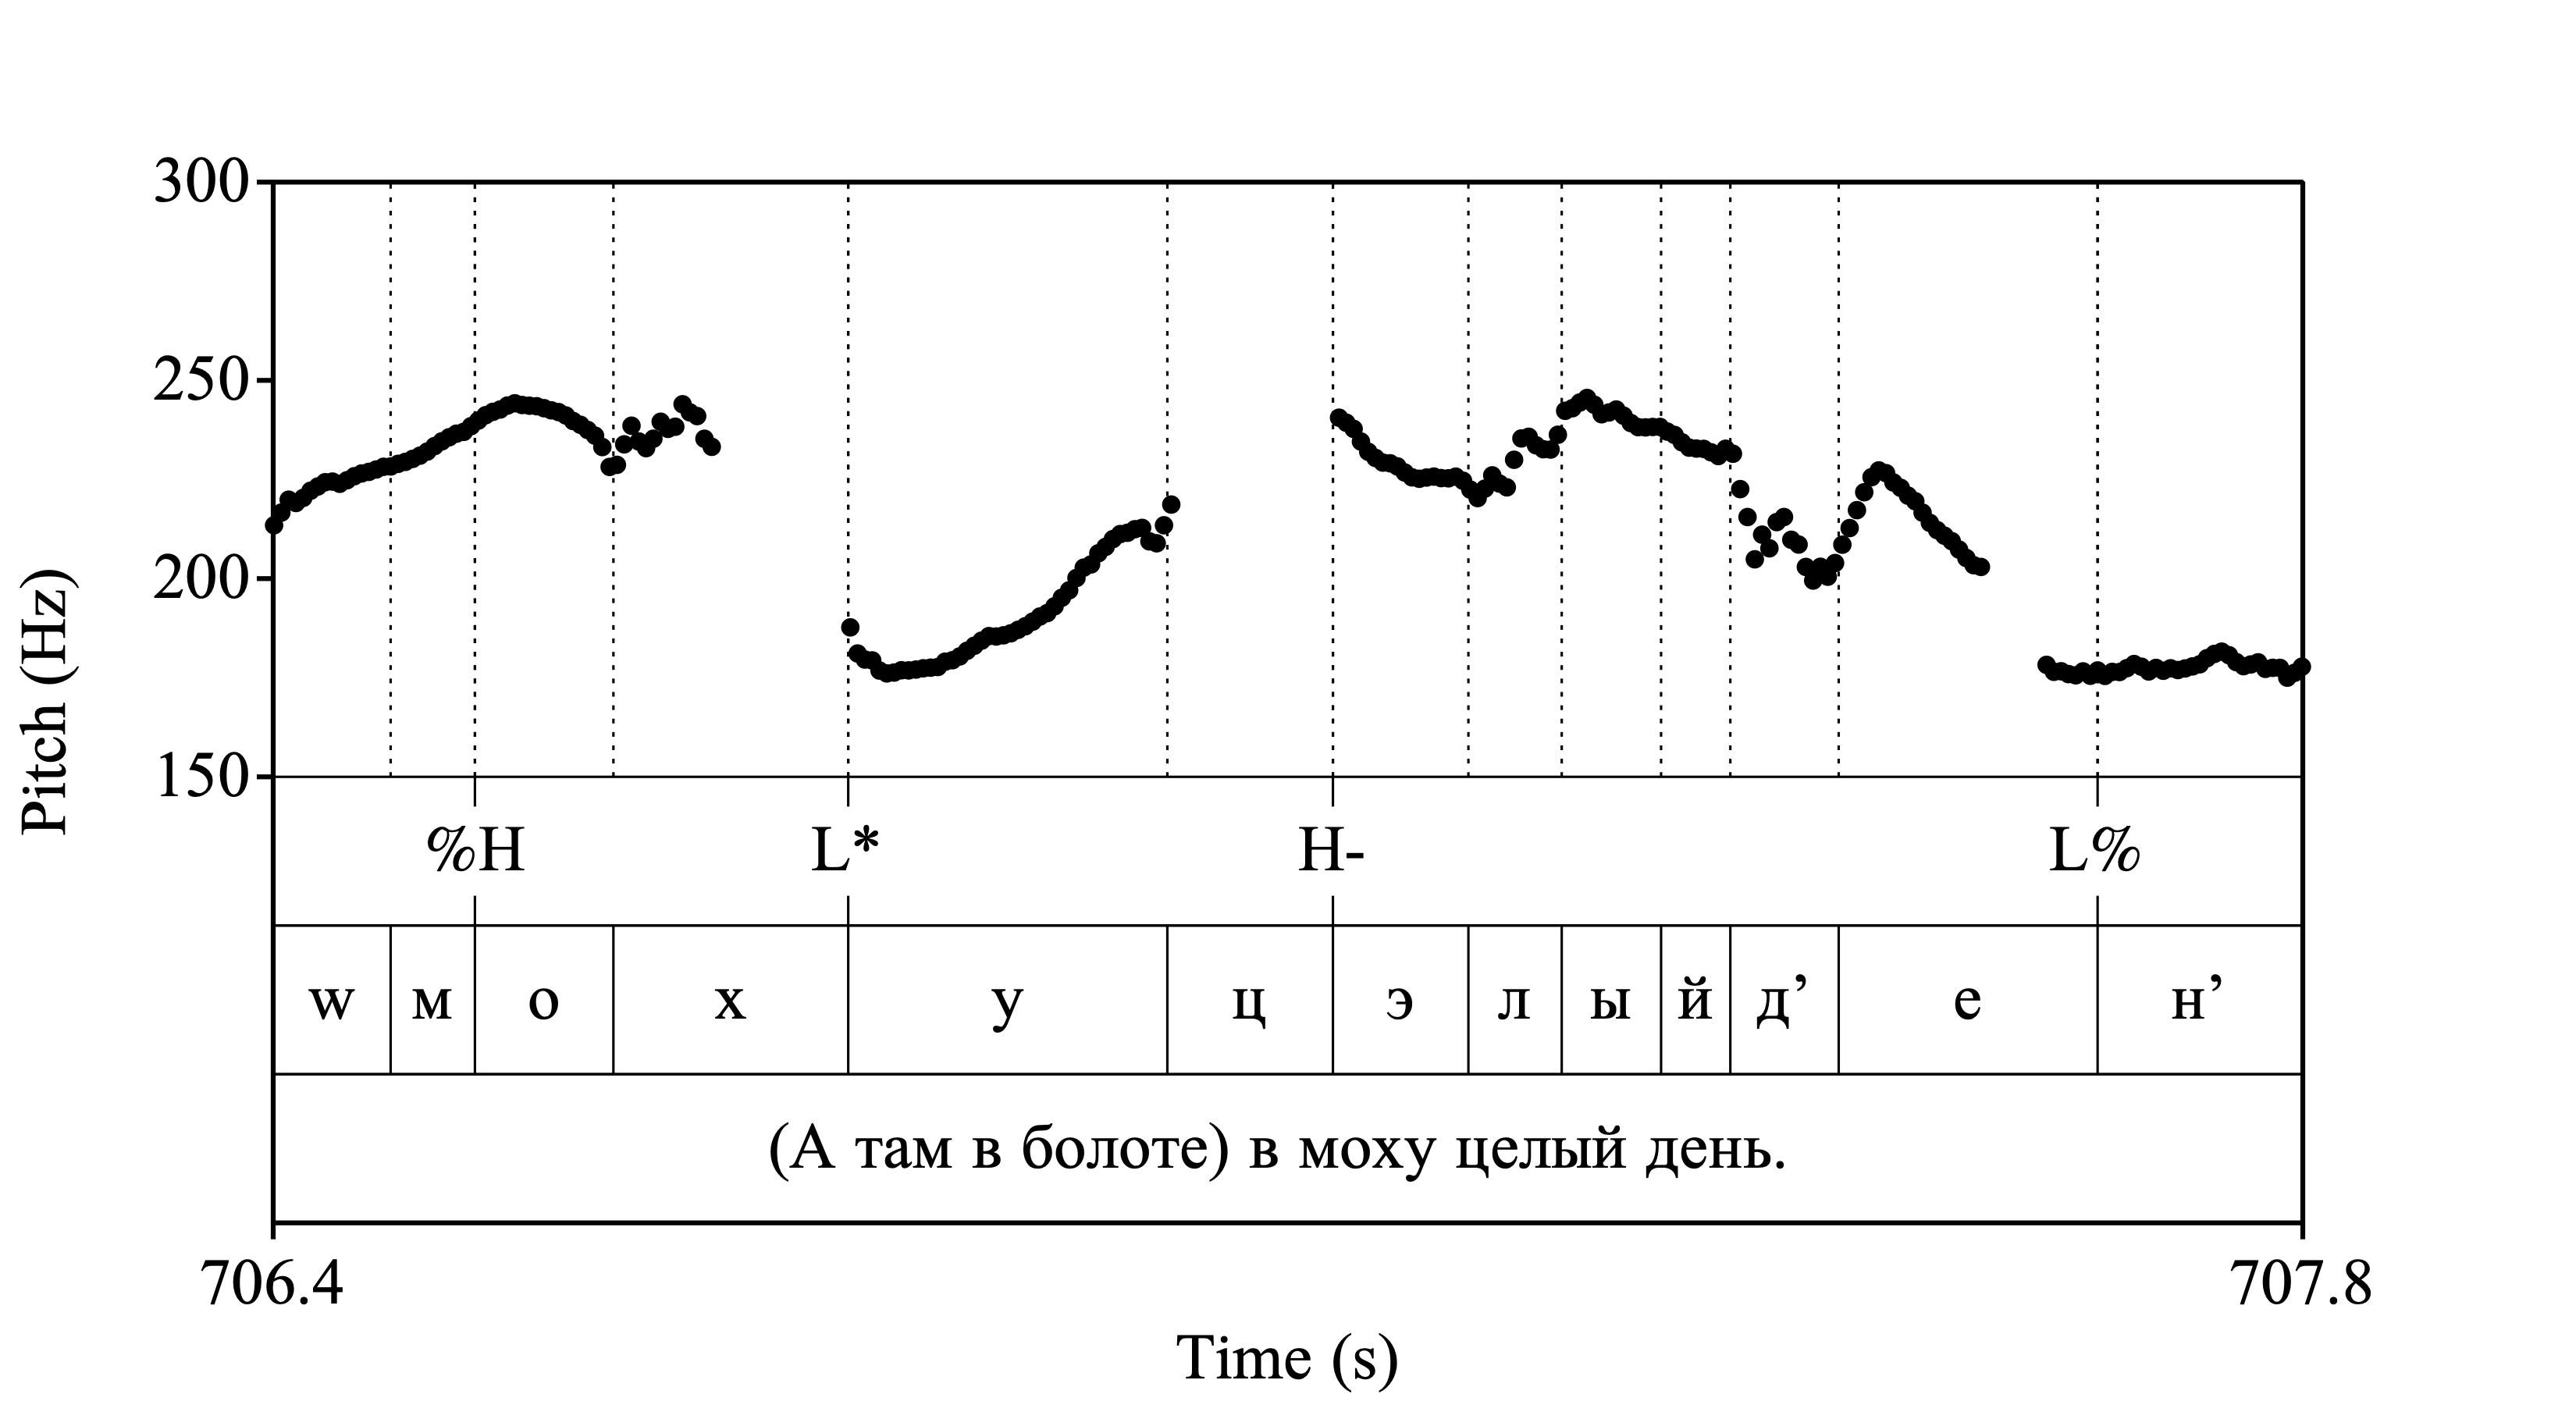 300
250
200
150
Pitch (Hz)
%H L* H- L%
w м о х у ц э л ы й д’ е н’
(А там в болоте) в моху целый день.
706.4 707.8
Time (s)